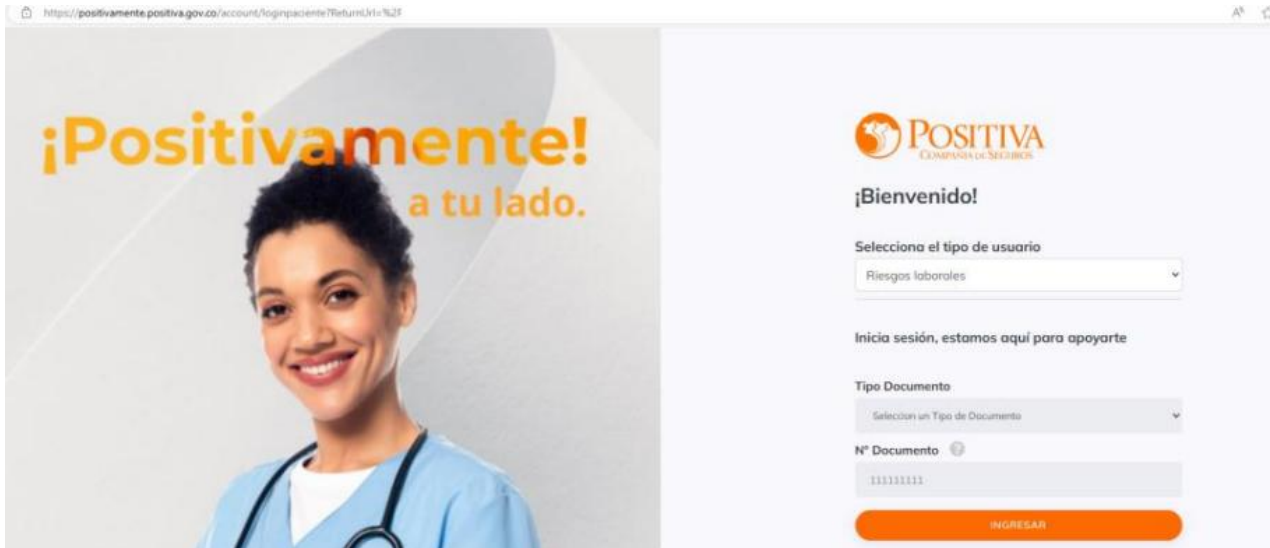 https://positivamente.positiva.gov.co/account/loginpaciente?ReturnUrl=%2F
¡Positivamente!
a tu lado.
POSITIVA
COMPAÑIA DE SEGUROS
¡Bienvenido!
Selecciona el tipo de usuario
Riesgos laborales
Inicia sesión, estamos aquí para apoyarte
Tipo Documento
Seleccion un Tipo de Documento
Nº Documento ?
111111111
INGRESAR